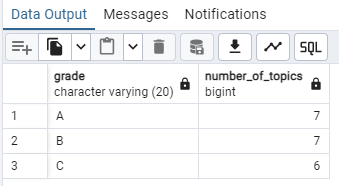 Data Output Messages Notifications
SQL
grade number_of_topics
character varying (20) bigint
1 A 7
2 B 7
3 C 6